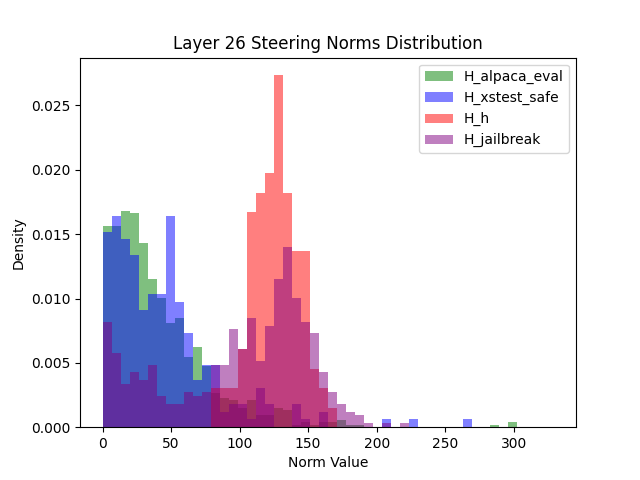 Layer 26 Steering Norms Distribution
H_alpaca_eval
H_xstest_safe
H_h
H_jailbreak
Density
0.025
0.020
0.015
0.010
0.005
0.000
0 50 100 150 200 250 300
Norm Value